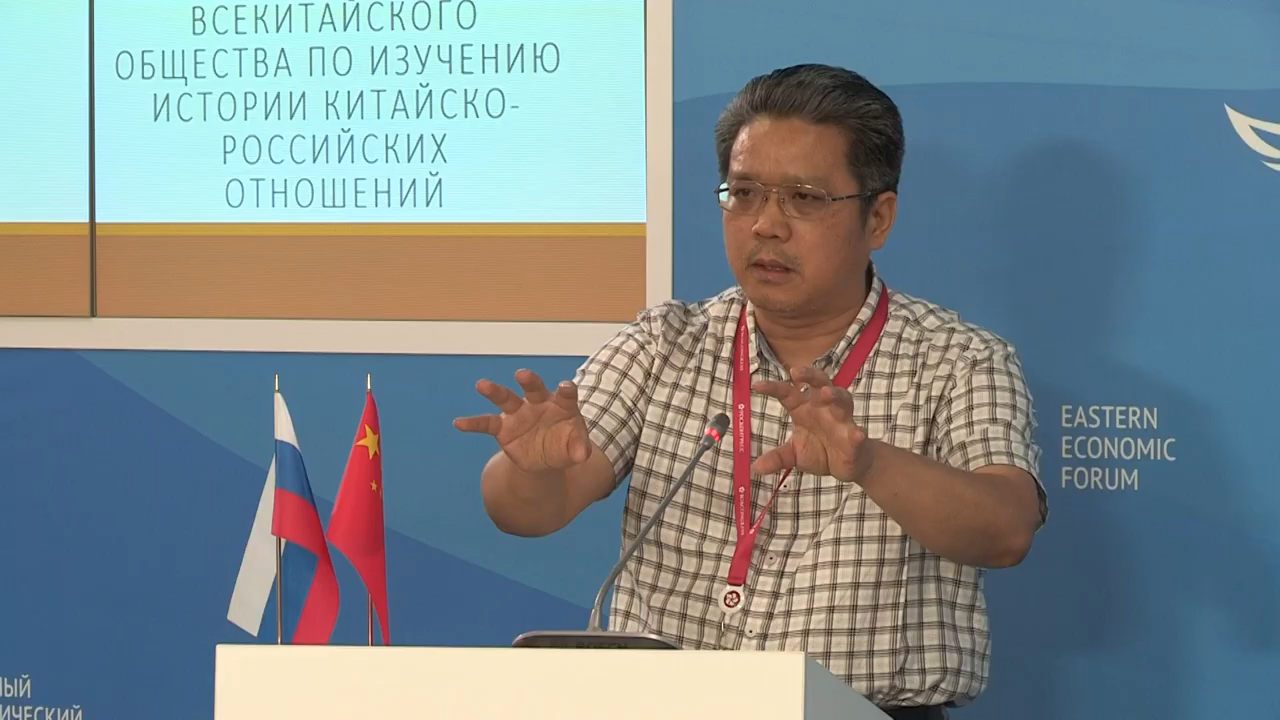 ВСЕКИТАЙСКОГО
ОБЩЕСТВА ПО ИЗУЧЕНИЮ
ИСТОРИИ КИТАЙСКО-
РОССИЙСКИХ
ОТНОШЕНИЙ
EASTERN
ECONOMIC
FORUM